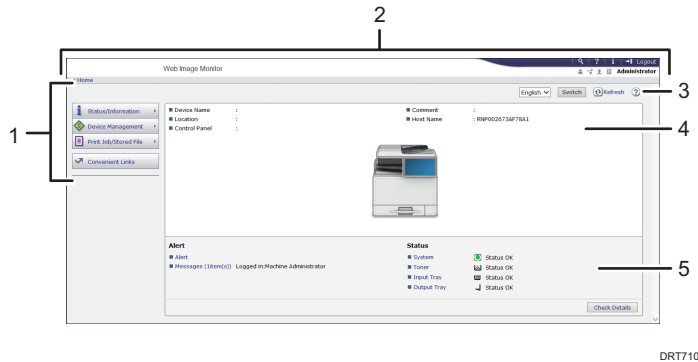 2
Web Image Monitor
? i Logout
Administrator
Home
English Switch Refresh ? 3
1
Status/Information
Device Management
Print Job/Stored File
Convenient Links
Device Name :
Location :
Control Panel :
Comment :
Host Name : RNP002673AF78A1
4
Alert
Alert
Messages (1item(s)) Logged in:Machine Administrator
Status
System Status OK
Toner Status OK
Input Tray Status OK
Output Tray Status OK
5
Check Details
DRT710